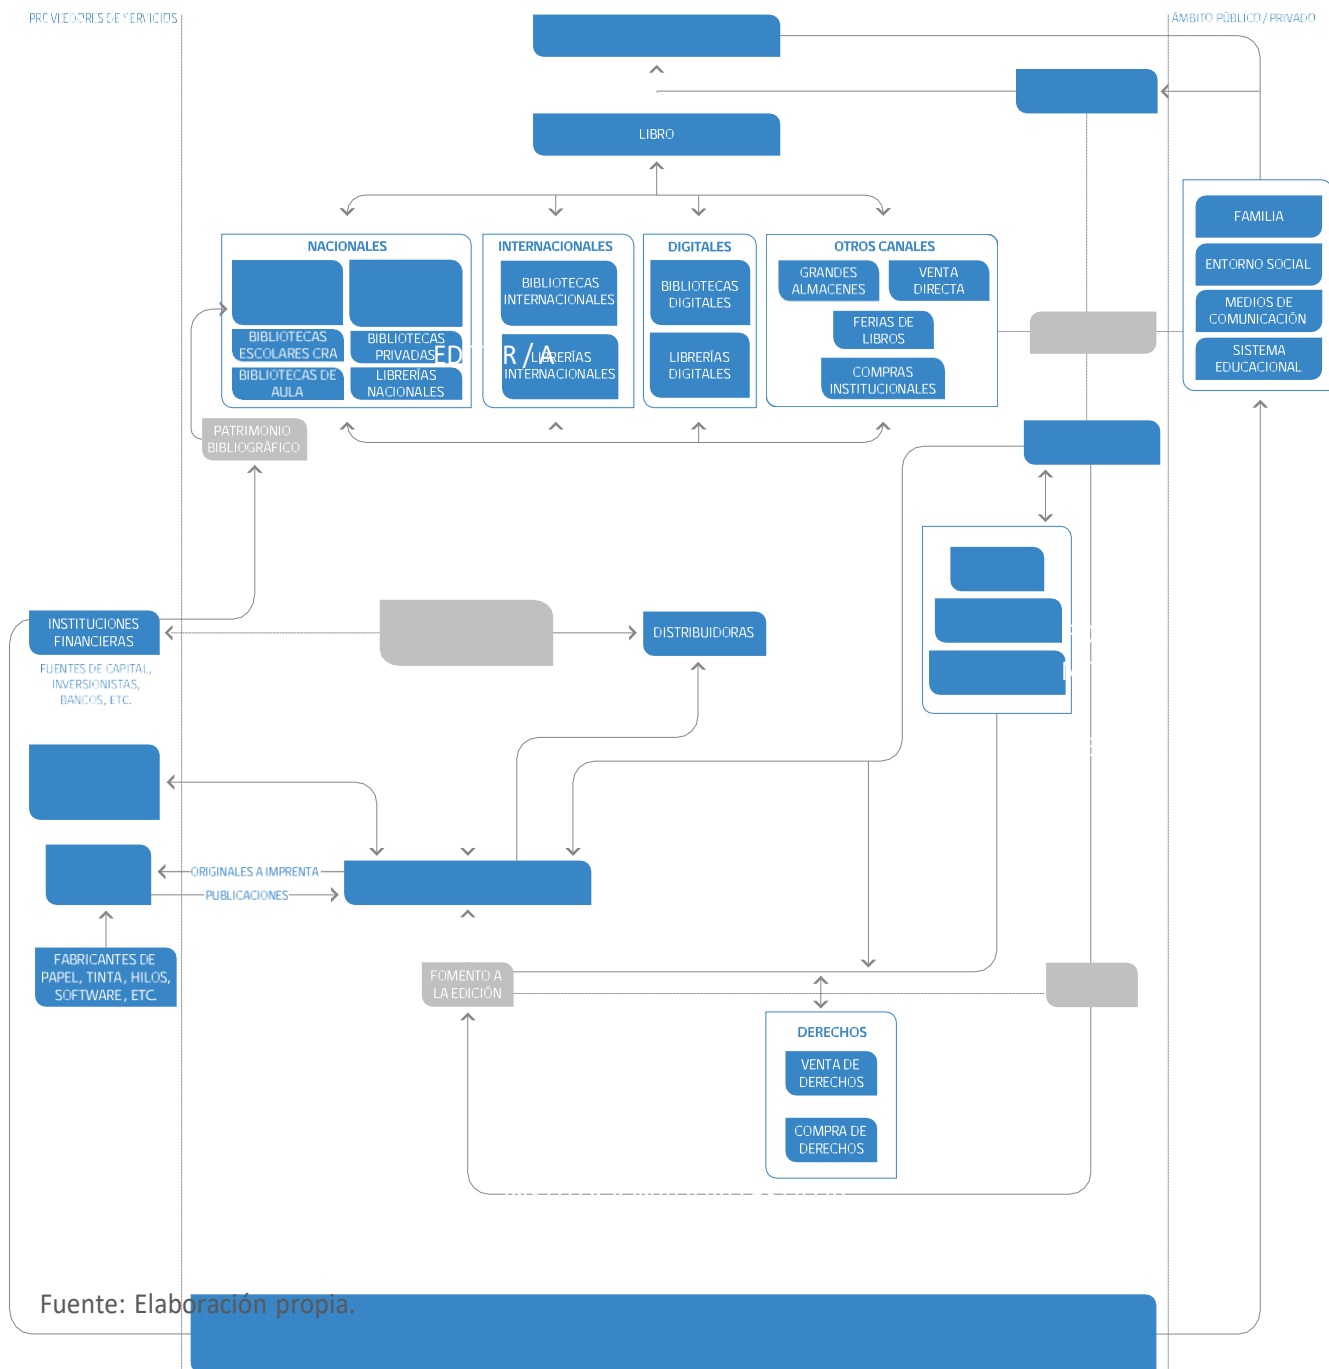 PROVEEDORES DE SERVICIOS
ÁMBITO PÚBLICO / PRIVADO
LIBRO
FAMILIA
ENTORNO SOCIAL
MEDIOS DE
COMUNICACIÓN
SISTEMA
EDUCACIONAL
NACIONALES
BIBLIOTECAS
ESCOLARES CRA
BIBLIOTECAS
PRIVADAS
BIBLIOTECAS DE
AULA
LIBRERÍAS
NACIONALES
INTERNACIONALES
BIBLIOTECAS
INTERNACIONALES
LIBRERÍAS
INTERNACIONALES
DIGITALES
BIBLIOTECAS
DIGITALES
LIBRERÍAS
DIGITALES
OTROS CANALES
GRANDES
ALMACENES
VENTA
DIRECTA
FERIAS DE
LIBROS
COMPRAS
INSTITUCIONALES
PATRIMONIO
BIBLIOGRÁFICO
INSTITUCIONES
FINANCIERAS
FUENTES DE CAPITAL,
INVERSIONISTAS,
BANCOS, ETC.
DISTRIBUIDORAS
ORIGINALES A IMPRENTA
PUBLICACIONES
FABRICANTES DE
PAPEL, TINTA, HILOS,
SOFTWARE, ETC.
FOMENTO A
LA EDICIÓN
DERECHOS
VENTA DE
DERECHOS
COMPRA DE
DERECHOS
Fuente: Elaboración propia.